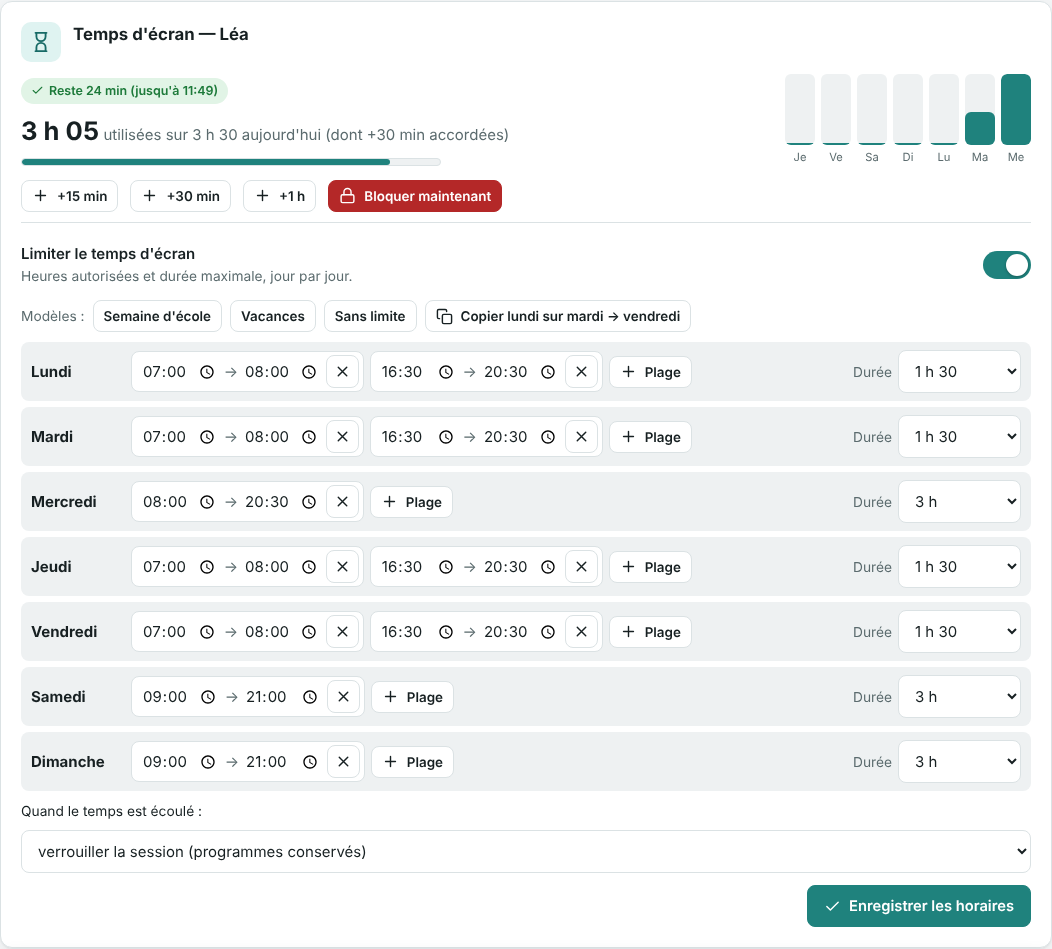 Temps d'écran — Léa
Reste 24 min (jusqu'à 11:49)
3 h 05 utilisées sur 3 h 30 aujourd'hui (dont +30 min accordées)
Je Ve Sa Di Lu Ma Me
+15 min +30 min +1 h Bloquer maintenant
Limiter le temps d'écran
Heures autorisées et durée maximale, jour par jour.
Modèles : Semaine d'école Vacances Sans limite Copier lundi sur mardi → vendredi
Lundi 07:00 → 08:00 16:30 → 20:30 + Plage Durée 1 h 30
Mardi 07:00 → 08:00 16:30 → 20:30 + Plage Durée 1 h 30
Mercredi 08:00 → 20:30 + Plage Durée 3 h
Jeudi 07:00 → 08:00 16:30 → 20:30 + Plage Durée 1 h 30
Vendredi 07:00 → 08:00 16:30 → 20:30 + Plage Durée 1 h 30
Samedi 09:00 → 21:00 + Plage Durée 3 h
Dimanche 09:00 → 21:00 + Plage Durée 3 h
Quand le temps est écoulé :
verrouiller la session (programmes conservés)
Enregistrer les horaires